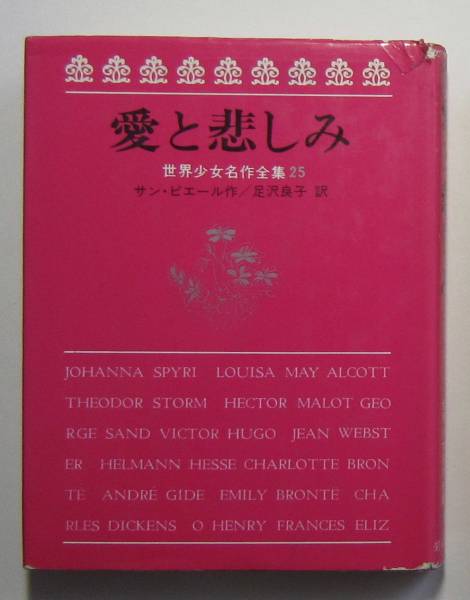 愛と悲しみ
世界少女名作全集25
サン・ピエール作/足沢良子 訳
JOHANNA SPYRI LOUISA MAY ALCOTT
THEODOR STORM HECTOR MALOT GEO
RGE SAND VICTOR HUGO JEAN WEBST
ER HELMANN HESSE CHARLOTTE BRON
TË ANDRÉ GIDE EMILY BRONTË CHA
RLES DICKENS O HENRY FRANCES ELIZ